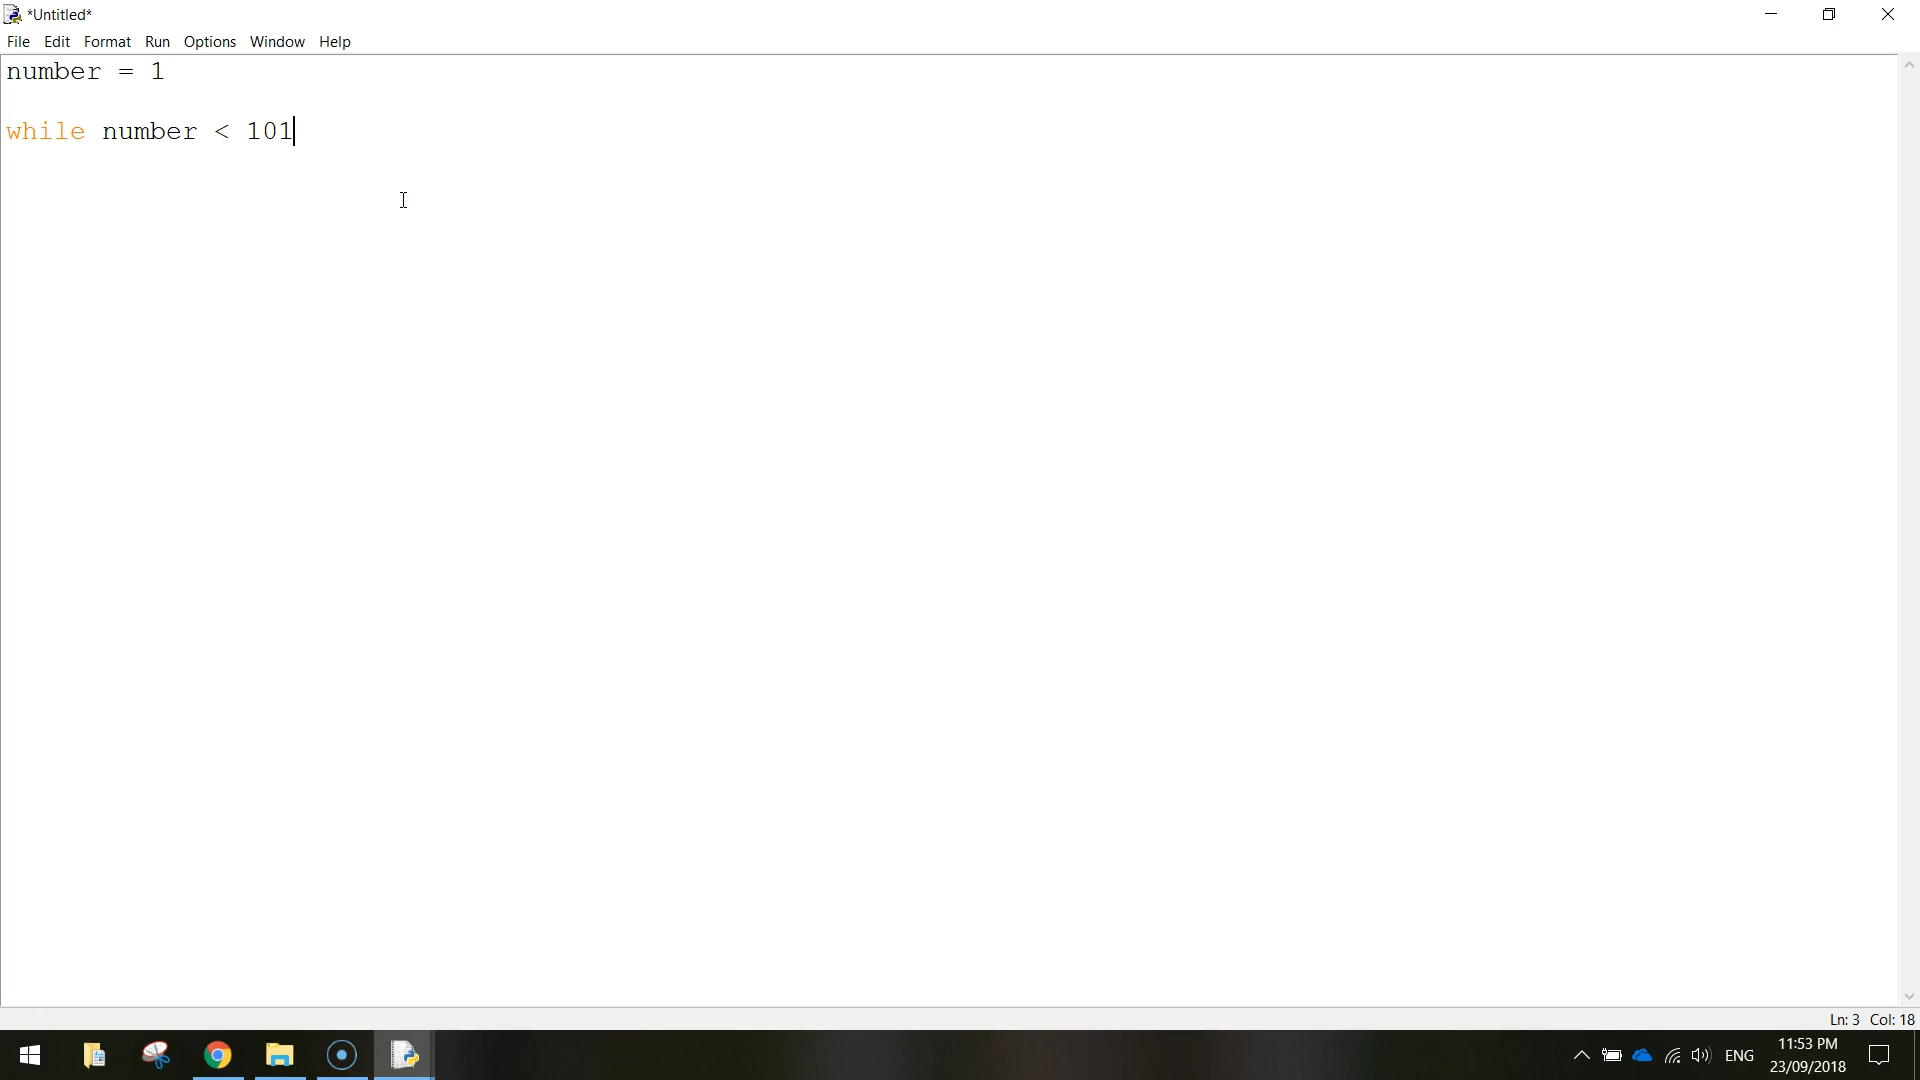 *Untitled*
File Edit Format Run Options Window Help
number = 1
while number < 101
Ln: 3 Col: 18
ENG
11:53 PM
23/09/2018